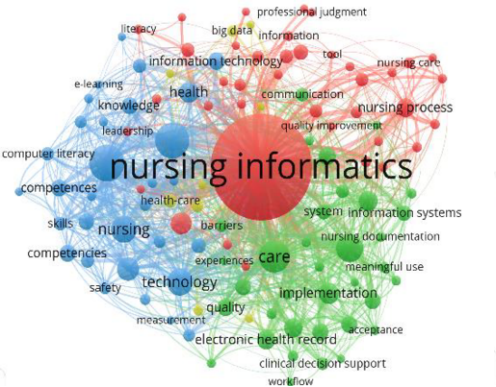 professional judgment
literacy
big data
information
tool
information technology
nursing care
e-learning
health
communication
knowledge
nursing process
leadership
quality improvement
computer literacy
nursing informatics
competences
health-care
system
information systems
skills
nursing
barriers
nursing documentation
competencies
experiences
care
meaningful use
safety
technology
implementation
quality
measurement
acceptance
electronic health record
clinical decision support
workflow